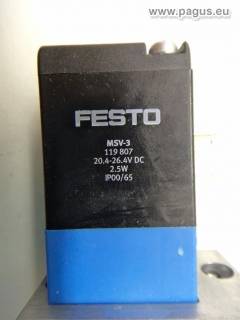 www.pagus.eu
FESTO
MSV-3
119 807
20.4-26.4V DC
2.5W
IP00/65